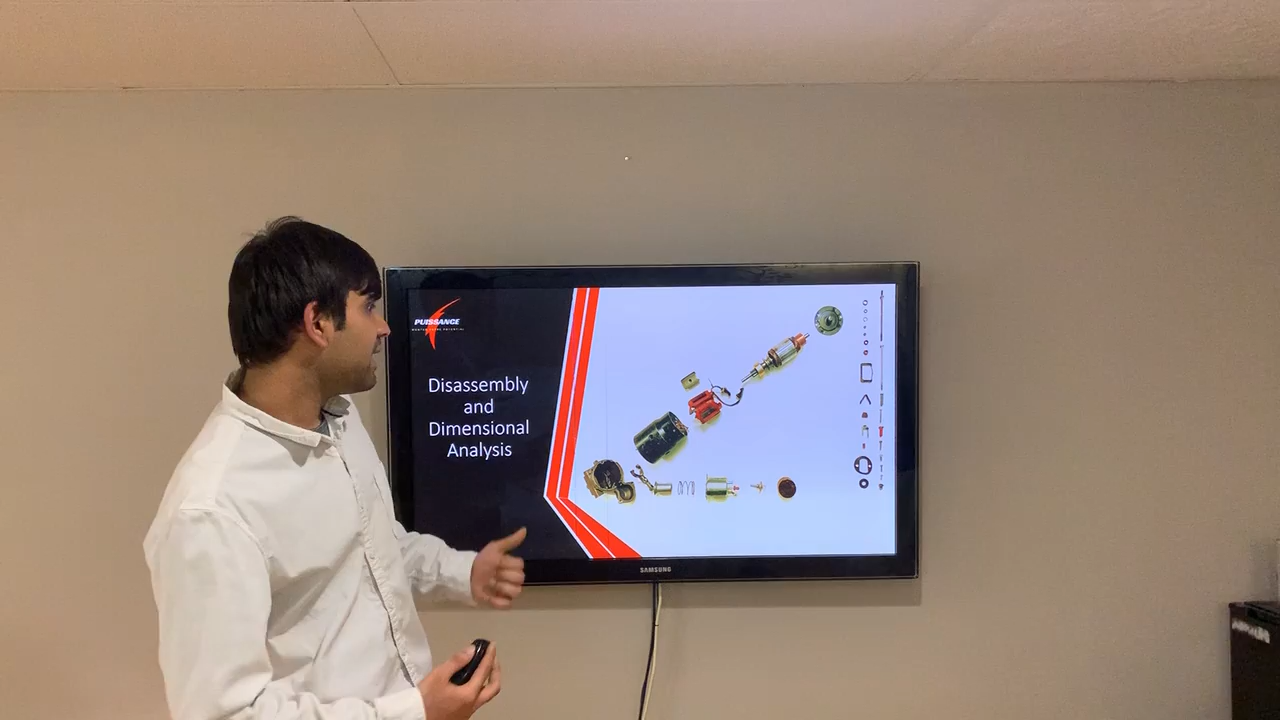 PUISSANCE
Disassembly
and
Dimensional
Analysis
SAMSUNG